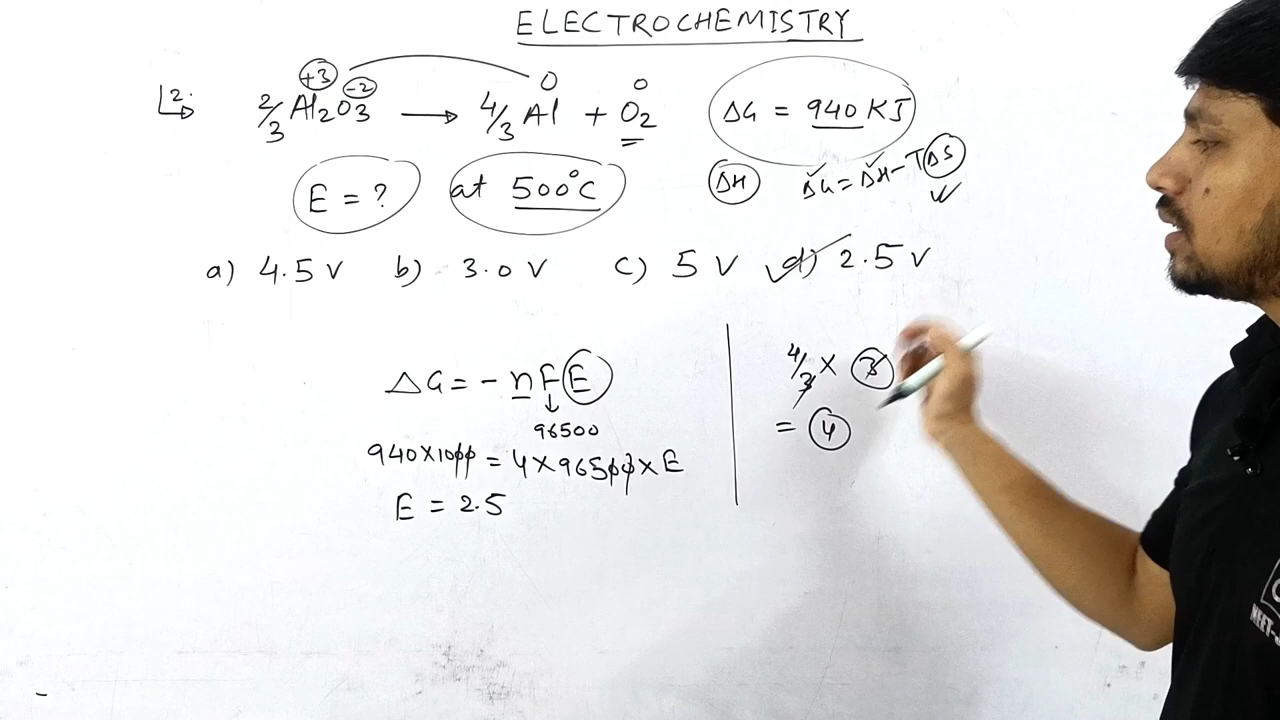 ELECTROCHEMISTRY
+3 -2 0 0
2. 2/3 Al2O3 → 4/3 Al + O2 ΔG = 940 KJ
E = ? at 500°C ΔH ΔG = ΔH - TΔS
a) 4.5 V b) 3.0 V c) 5 V d) 2.5 V
ΔG = - n F E
96500
940 X 1000 = 4 X 96500 X E
E = 2.5
4/3 X 3
= 4